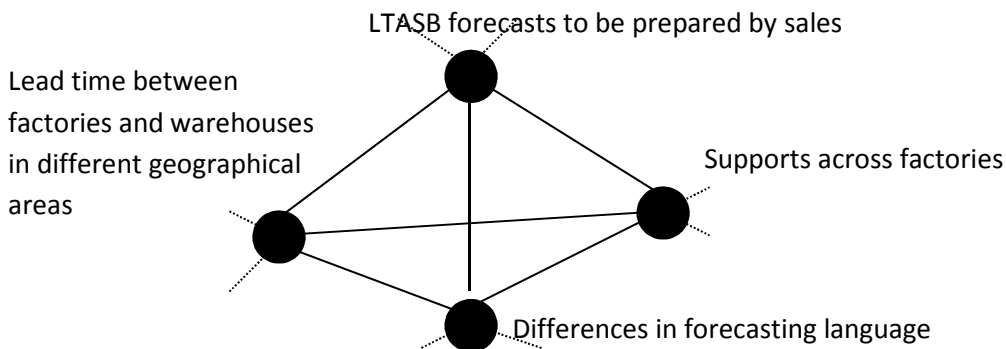 LTASB forecasts to be prepared by sales
Lead time between
factories and warehouses
in different geographical
areas
Supports across factories
Differences in forecasting language